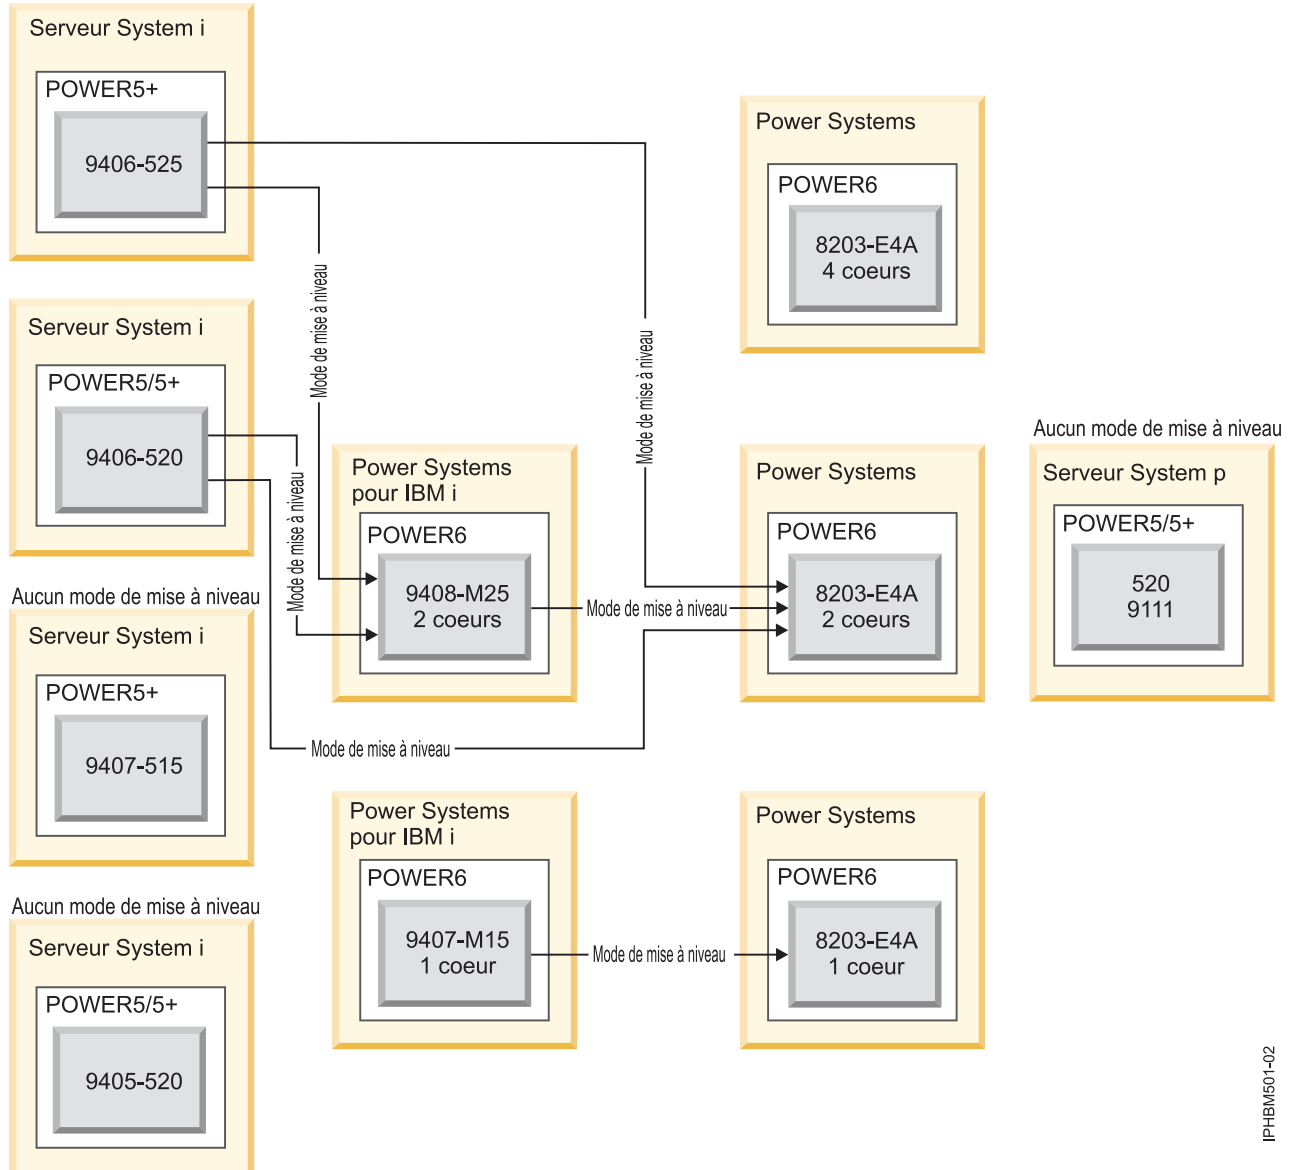 Serveur System i
POWER5+
9406-525
Power Systems
POWER6
8203-E4A
4 coeurs
Mode de mise à niveau
Mode de mise à niveau
Serveur System i
POWER5/5+
9406-520
Mode de mise à niveau
Power Systems
pour IBM i
POWER6
9408-M25
2 coeurs
Mode de mise à niveau
Power Systems
POWER6
8203-E4A
2 coeurs
Aucun mode de mise à niveau
Serveur System p
POWER5/5+
520
9111
Aucun mode de mise à niveau
Serveur System i
POWER5+
9407-515
Mode de mise à niveau
Power Systems
pour IBM i
POWER6
9407-M15
1 coeur
Mode de mise à niveau
Power Systems
POWER6
8203-E4A
1 coeur
Aucun mode de mise à niveau
Serveur System i
POWER5/5+
9405-520
IPHBM501-02